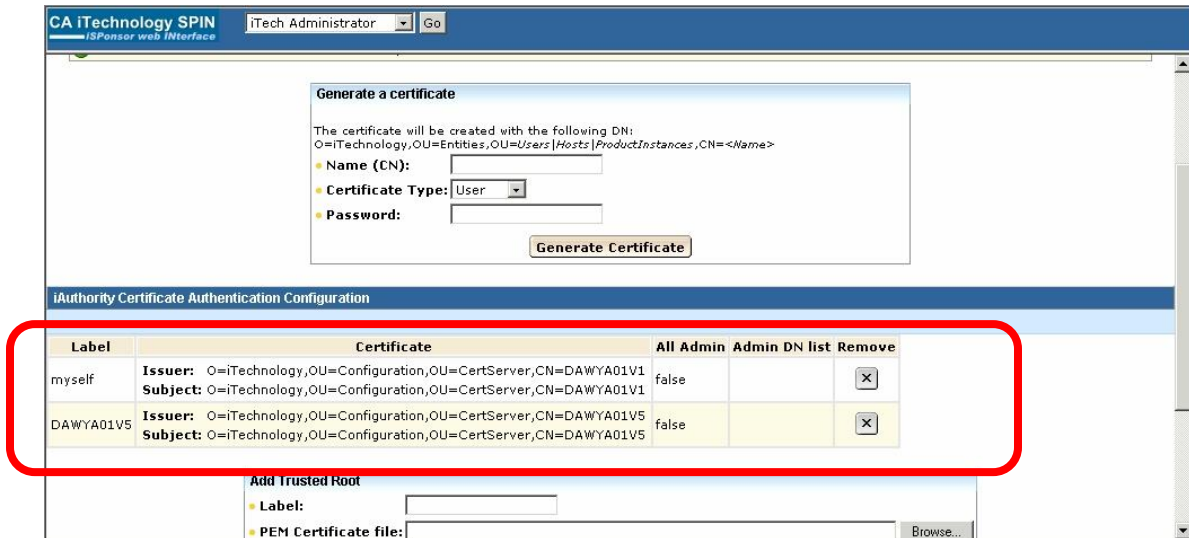 CA iTechnology SPIN
ISPonsor web INterface
iTech Administrator
Go
Generate a certificate
The certificate will be created with the following DN:
O=iTechnology,OU=Entities,OU=Users|Hosts|ProductInstances,CN=<Name>
Name (CN):
Certificate Type: User
Password:
Generate Certificate
iAuthority Certificate Authentication Configuration
Label Certificate All Admin Admin DN list Remove
myself Issuer: O=iTechnology,OU=Configuration,OU=CertServer,CN=DAWYA01V1 false
Subject: O=iTechnology,OU=Configuration,OU=CertServer,CN=DAWYA01V1
DAWYA01V5 Issuer: O=iTechnology,OU=Configuration,OU=CertServer,CN=DAWYA01V5 false
Subject: O=iTechnology,OU=Configuration,OU=CertServer,CN=DAWYA01V5
Add Trusted Root
Label:
PEM Certificate file: Browse...